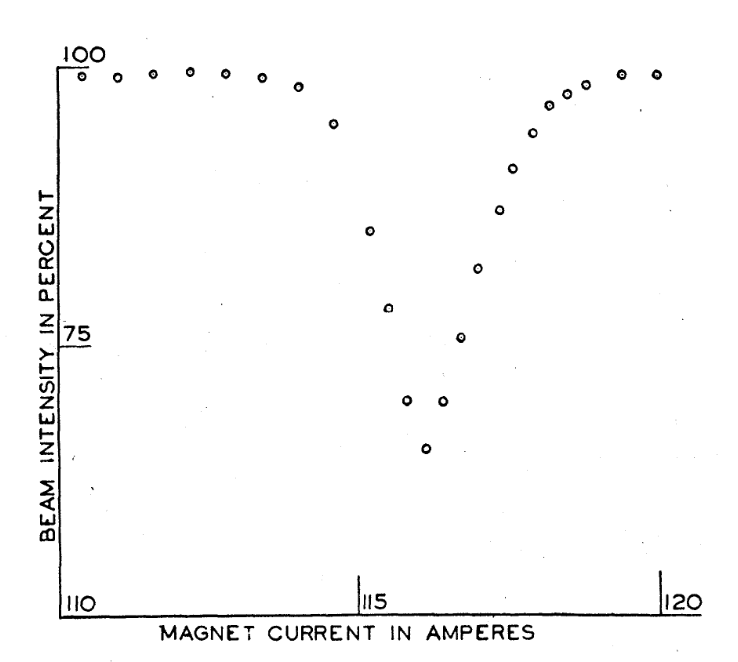 100
75
BEAM INTENSITY IN PERCENT
110
115
120
MAGNET CURRENT IN AMPERES